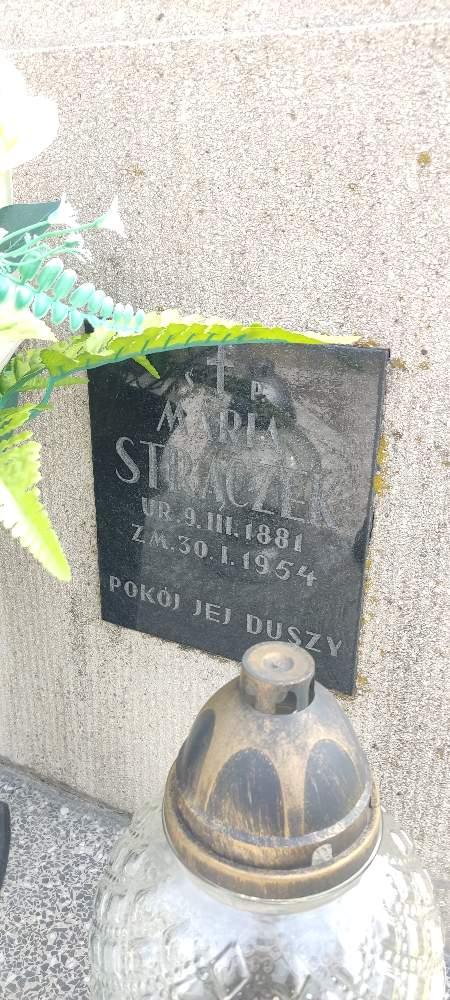 Ś P
MARIA
STRĄCZEK
UR. 9. III. 1881
ZM. 30. I. 1954
POKÓJ JEJ DUSZY